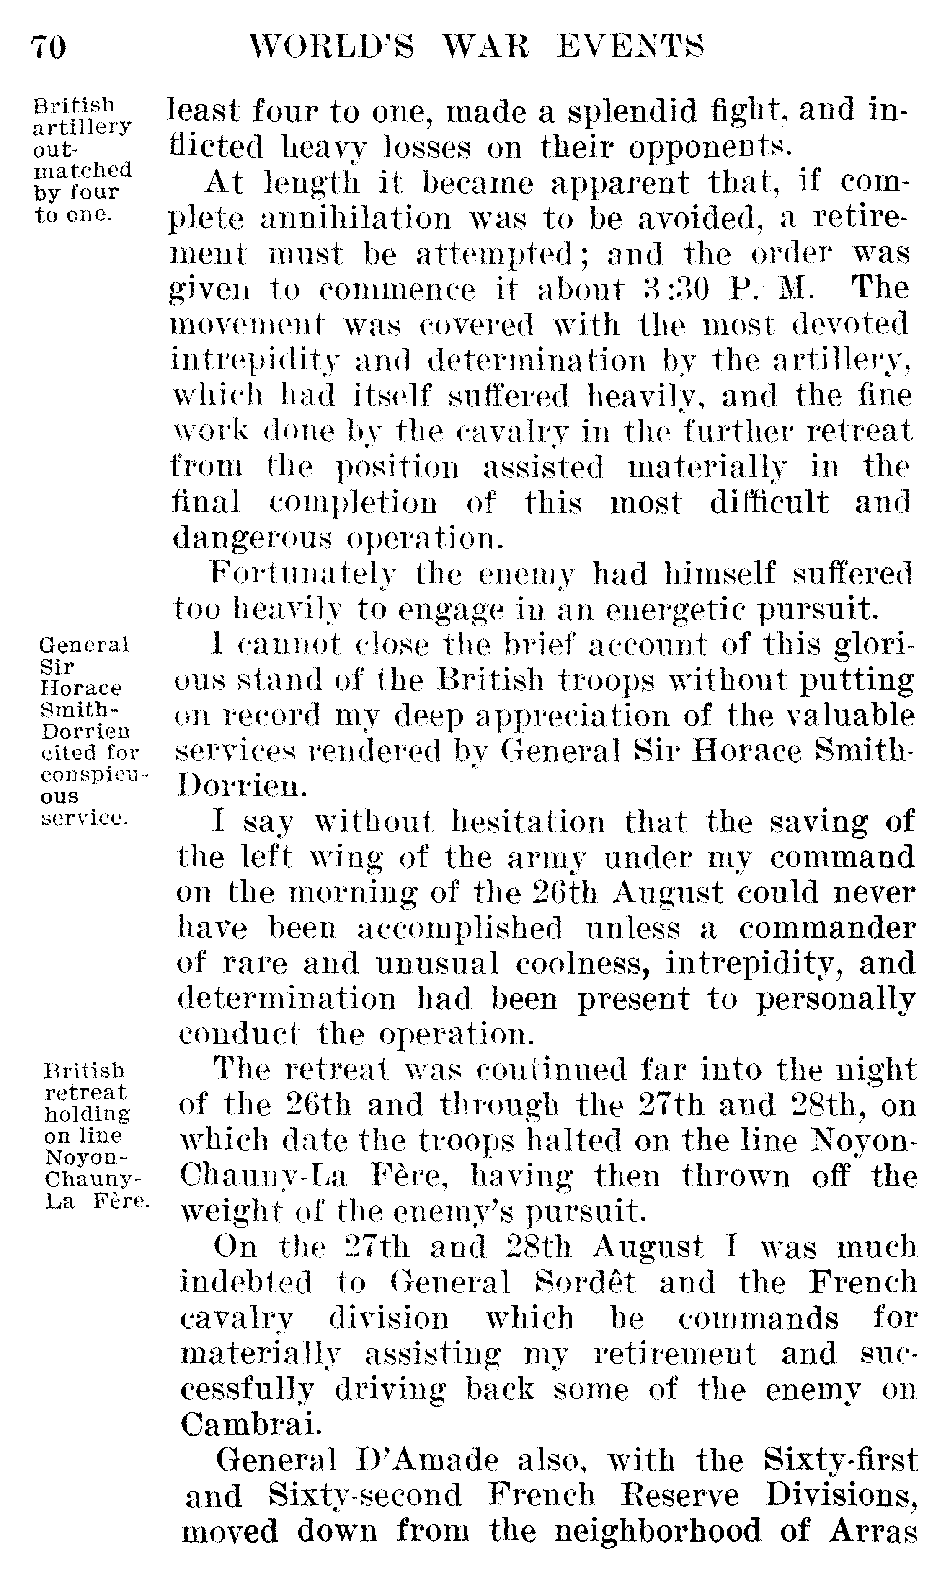 70 WORLD'S WAR EVENTS
British
artillery
out-
matched
by four
to one.
least four to one, made a splendid fight, and in-
flicted heavy losses on their opponents.
At length it became apparent that, if com-
plete annihilation was to be avoided, a retire-
ment must be attempted; and the order was
given to commence it about 3:30 P. M. The
movement was covered with the most devoted
intrepidity and determination by the artillery,
which had itself suffered heavily, and the fine
work done by the cavalry in the further retreat
from the position assisted materially in the
final completion of this most difficult and
dangerous operation.
Fortunately the enemy had himself suffered
too heavily to engage in an energetic pursuit.
General
Sir
Horace
Smith-
Dorrien
cited for
conspicu-
ous
service.
I cannot close the brief account of this glori-
ous stand of the British troops without putting
on record my deep appreciation of the valuable
services rendered by General Sir Horace Smith-
Dorrien.
I say without hesitation that the saving of
the left wing of the army under my command
on the morning of the 26th August could never
have been accomplished unless a commander
of rare and unusual coolness, intrepidity, and
determination had been present to personally
conduct the operation.
British
retreat
holding
on line
Noyon-
Chauny-
La Fère.
The retreat was continued far into the night
of the 26th and through the 27th and 28th, on
which date the troops halted on the line Noyon-
Chauny-La Fère, having then thrown off the
weight of the enemy's pursuit.
On the 27th and 28th August I was much
indebted to General Sordêt and the French
cavalry division which he commands for
materially assisting my retirement and suc-
cessfully driving back some of the enemy on
Cambrai.
General D'Amade also, with the Sixty-first
and Sixty-second French Reserve Divisions,
moved down from the neighborhood of Arras